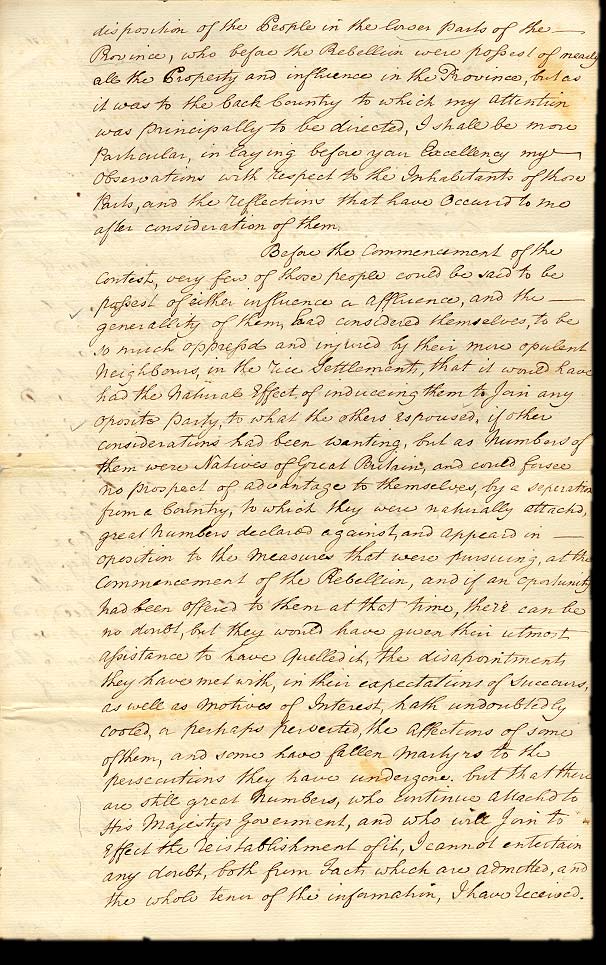 disposition of the People in the lower Parts of the
Province, who before the Rebellion were possest of nearly
all the Property and influence in the Province, but as
it was to the back Country to which my attention
was principally to be directed, I shall be more
Particular, in laying before your Excellency my
Observations with respect to the Inhabitants of those
Parts, and the reflections that have Occured to me
after consideration of them.
Before the Commencement of the
Contest, very few of those people could be said to be
possest of either influence or affluence, and the
generallity of them, had considered themselves, to be
so much oppressd and injured by their more opulent
Neighbours, in the rice Settlements, that it would have
had the Natural Effect of induceing them to Join any
oposite party, to what the others Espoused, if other
considerations had been wanting, but as Numbers of
them were Natives of Great Britain, and could forsee
no prospect of advantage to themselves, by a seperation
from a Country, to which they were naturally attachd,
great Numbers declared against, and appeard in
oposition to the Measures that were pursuing, at the
Commencement of the Rebellion, and if an oportunity
had been offered to them at that time, there can be
no doubt, but they would have given their utmost
assistance to have Quelled it, the disapointments
they have met with, in their expectations of Succours,
as well as motives of Interest, hath undoubtedly
cooled, or perhaps perverted, the affections of some
of them, and some have fallen Martyrs to the
persecutions they have undergone. but that there
are still great Numbers, who continue attachd to
His Majestys Goverment, and who will Join to
Effect the reistablishment of it, I cannot entertain
any doubt, both from facts which are admitted, and
the whole tenor of the information, I have received.